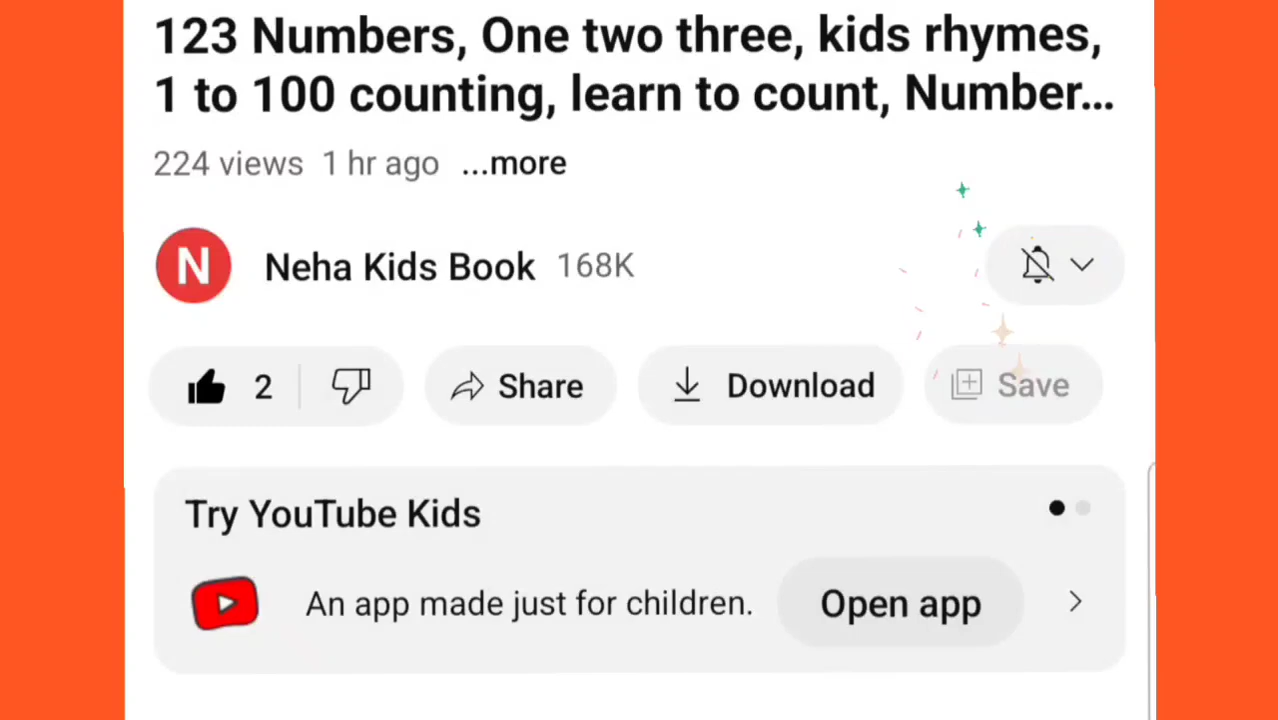 123 Numbers, One two three, kids rhymes,
1 to 100 counting, learn to count, Number...
224 views 1 hr ago ...more
N Neha Kids Book 168K
2 Share Download Save
Try YouTube Kids
An app made just for children. Open app